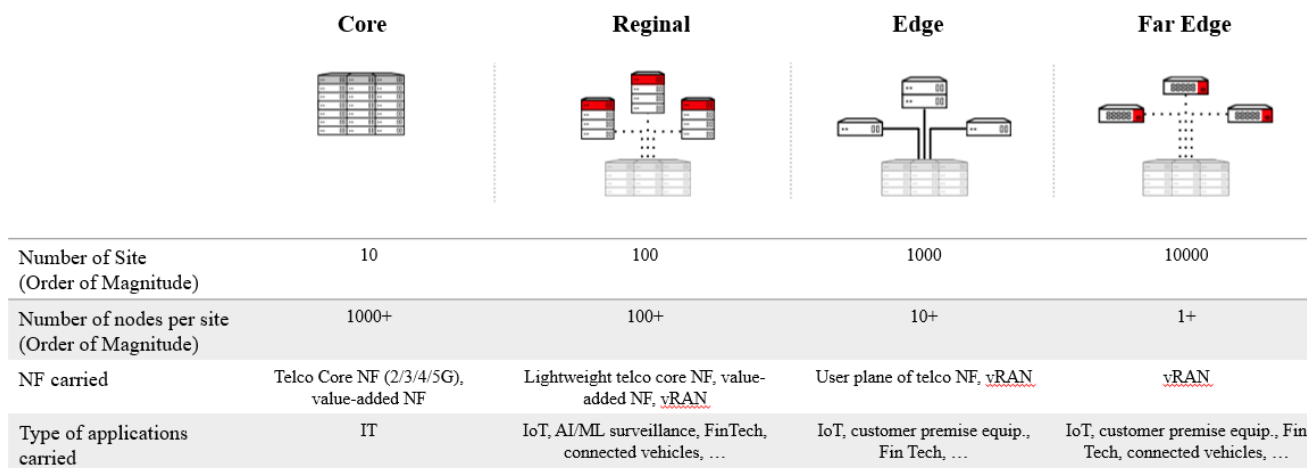 Core Reginal Edge Far Edge
Number of Site 10 100 1000 10000
(Order of Magnitude)
Number of nodes per site 1000+ 100+ 10+ 1+
(Order of Magnitude)
NF carried Telco Core NF (2/3/4/5G), Lightweight telco core NF, value- User plane of telco NF, vRAN vRAN
value-added NF added NF, vRAN
Type of applications IT IoT, AI/ML surveillance, FinTech, IoT, customer premise equip., IoT, customer premise equip., Fin
carried connected vehicles, … Fin Tech, … Tech, connected vehicles, …